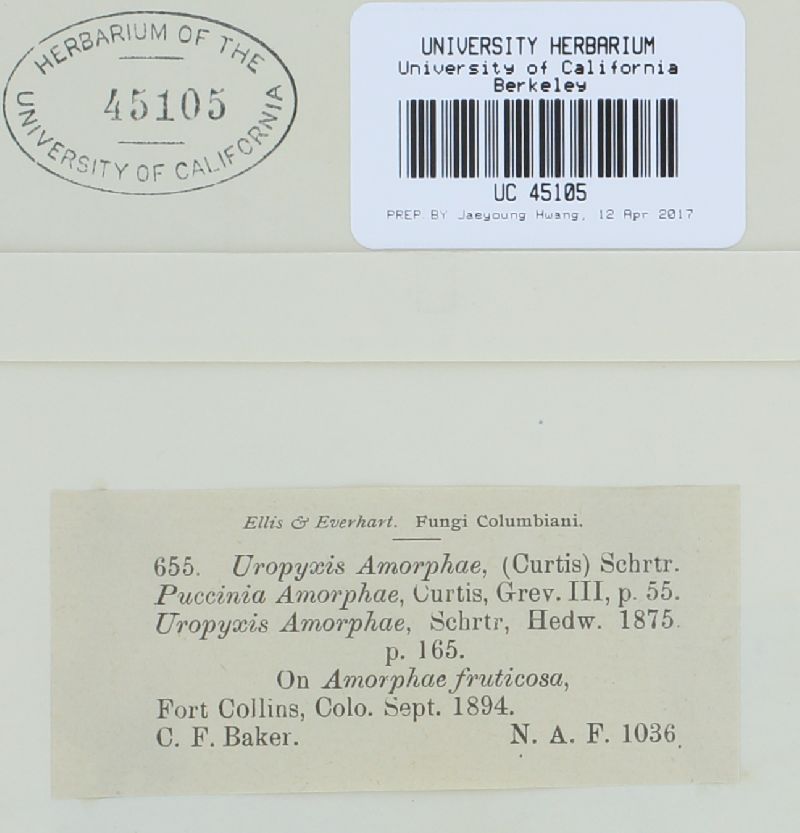 HERBARIUM OF THE
45105
UNIVERSITY OF CALIFORNIA
UNIVERSITY HERBARIUM
University of California
Berkeley
UC 45105
PREP. BY Jaeyoung Hwang, 12 Apr 2017
Ellis & Everhart. Fungi Columbiani.
655. Uropyxis Amorphae, (Curtis) Schrtr.
Puccinia Amorphae, Curtis, Grev. III, p. 55.
Uropyxis Amorphae, Schrtr, Hedw. 1875.
p. 165.
On Amorphae fruticosa,
Fort Collins, Colo. Sept. 1894.
C. F. Baker. N. A. F. 1036.